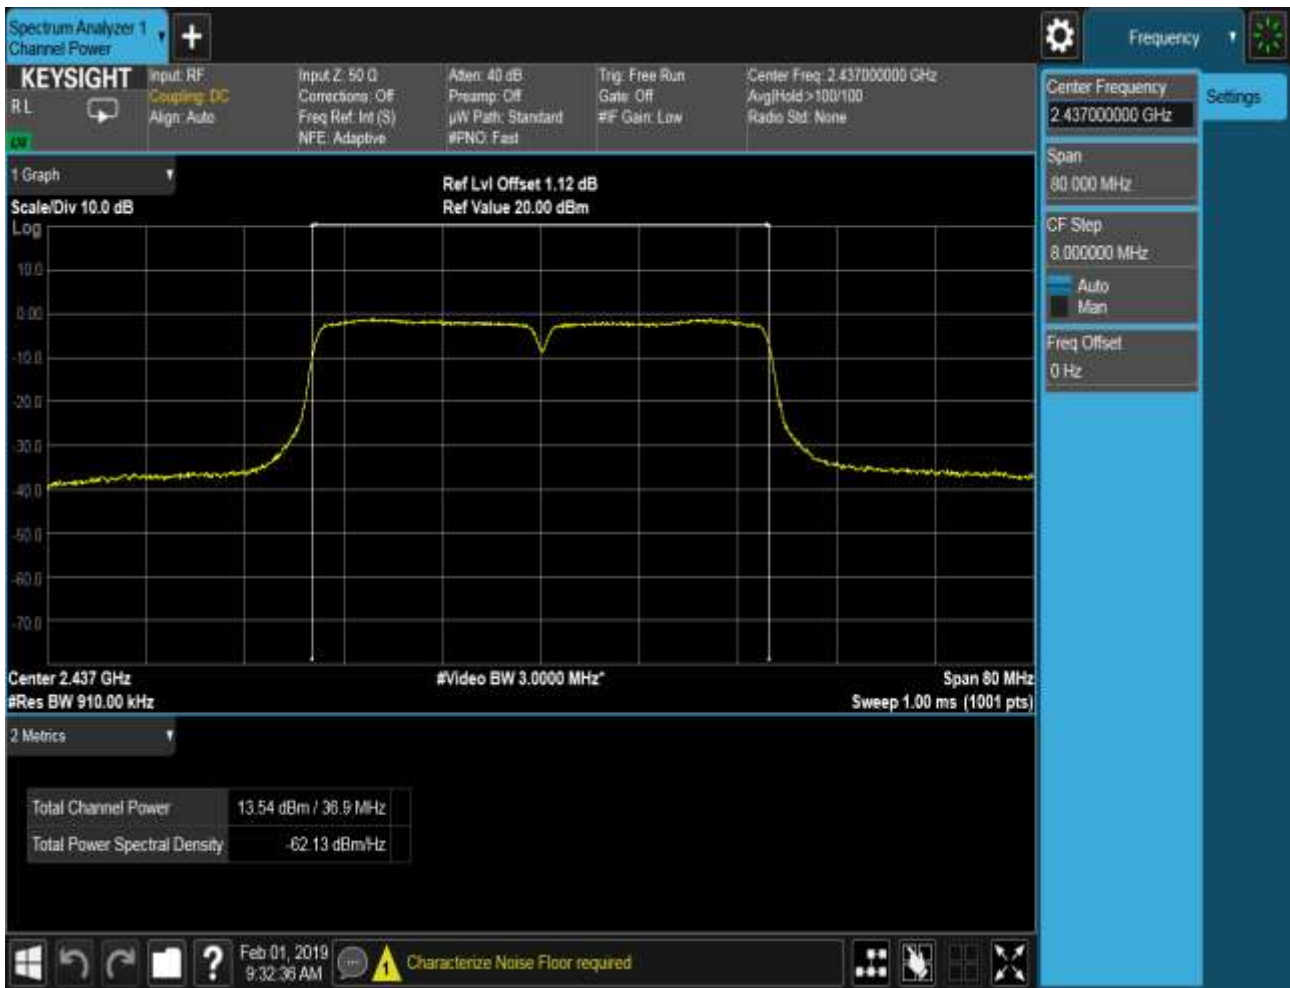 Spectrum Analyzer 1
Channel Power
Frequency
KEYSIGHT
R L
Input: RF
Coupling: DC
Align: Auto
Input Z: 50 Ω
Corrections: Off
Freq Ref: Int (S)
NFE: Adaptive
Atten: 40 dB
Preamp: Off
µW Path: Standard
#PNO: Fast
Trig: Free Run
Gate: Off
#IF Gain: Low
Center Freq: 2.437000000 GHz
Avg|Hold >100/100
Radio Std: None
Center Frequency
2.437000000 GHz
Settings
Span
80.000 MHz
CF Step
8.000000 MHz
Auto
Man
Freq Offset
0 Hz
1 Graph
Scale/Div 10.0 dB
Ref Lvl Offset 1.12 dB
Ref Value 20.00 dBm
Log
10.0
0.00
-10.0
-20.0
-30.0
-40.0
-50.0
-60.0
-70.0
Center 2.437 GHz
#Res BW 910.00 kHz
#Video BW 3.0000 MHz*
Span 80 MHz
Sweep 1.00 ms (1001 pts)
2 Metrics
Total Channel Power 13.54 dBm / 36.9 MHz
Total Power Spectral Density -62.13 dBm/Hz
Feb 01, 2019
9:32:36 AM
1
Characterize Noise Floor required